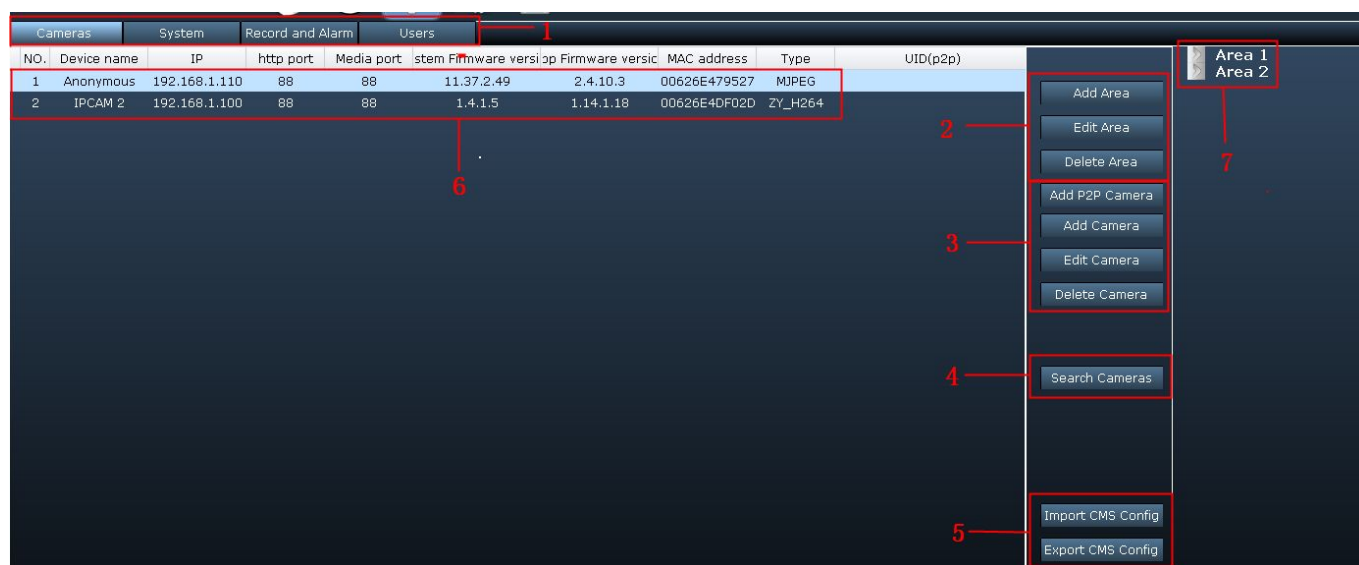 Cameras System Record and Alarm Users 1
NO. Device name IP http port Media port stem Firmware versi pp Firmware versic MAC address Type UID(p2p)
1 Anonymous 192.168.1.110 88 88 11.37.2.49 2.4.10.3 00626E479527 MJPEG
2 IPCAM 2 192.168.1.100 88 88 1.4.1.5 1.14.1.18 00626E4DF02D ZY_H264
6
2
Add Area
Edit Area
Delete Area
3
Add P2P Camera
Add Camera
Edit Camera
Delete Camera
4
Search Cameras
5
Import CMS Config
Export CMS Config
Area 1
Area 2
7